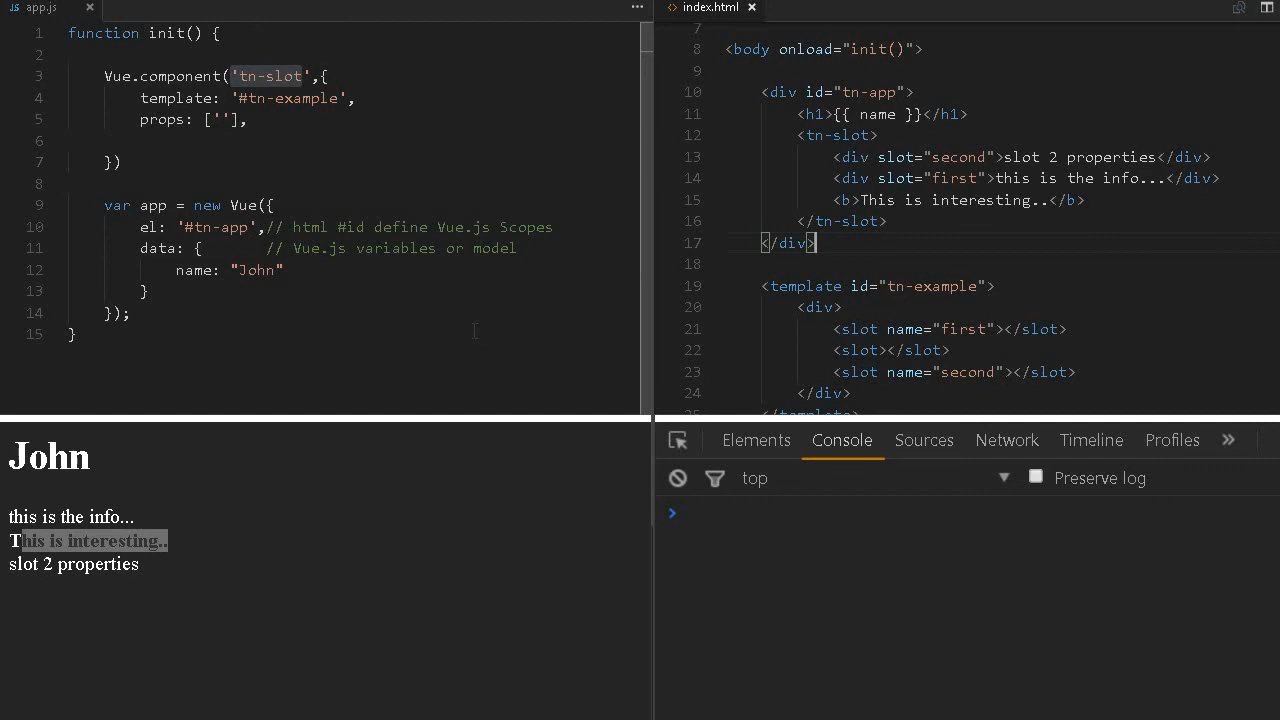 app.js
1 function init() {
2
3 Vue.component('tn-slot',{
4 template: '#tn-example',
5 props: [''],
6
7 })
8
9 var app = new Vue({
10 el: '#tn-app',// html #id define Vue.js Scopes
11 data: { // Vue.js variables or model
12 name: "John"
13 }
14 });
15 }
index.html
7
8 <body onload="init()">
9
10 <div id="tn-app">
11 <h1>{{ name }}</h1>
12 <tn-slot>
13 <div slot="second">slot 2 properties</div>
14 <div slot="first">this is the info...</div>
15 <b>This is interesting..</b>
16 </tn-slot>
17 </div>
18
19 <template id="tn-example">
20 <div>
21 <slot name="first"></slot>
22 <slot></slot>
23 <slot name="second"></slot>
24 </div>
25 </template>
John
this is the info...
This is interesting..
slot 2 properties
Elements Console Sources Network Timeline Profiles
top Preserve log